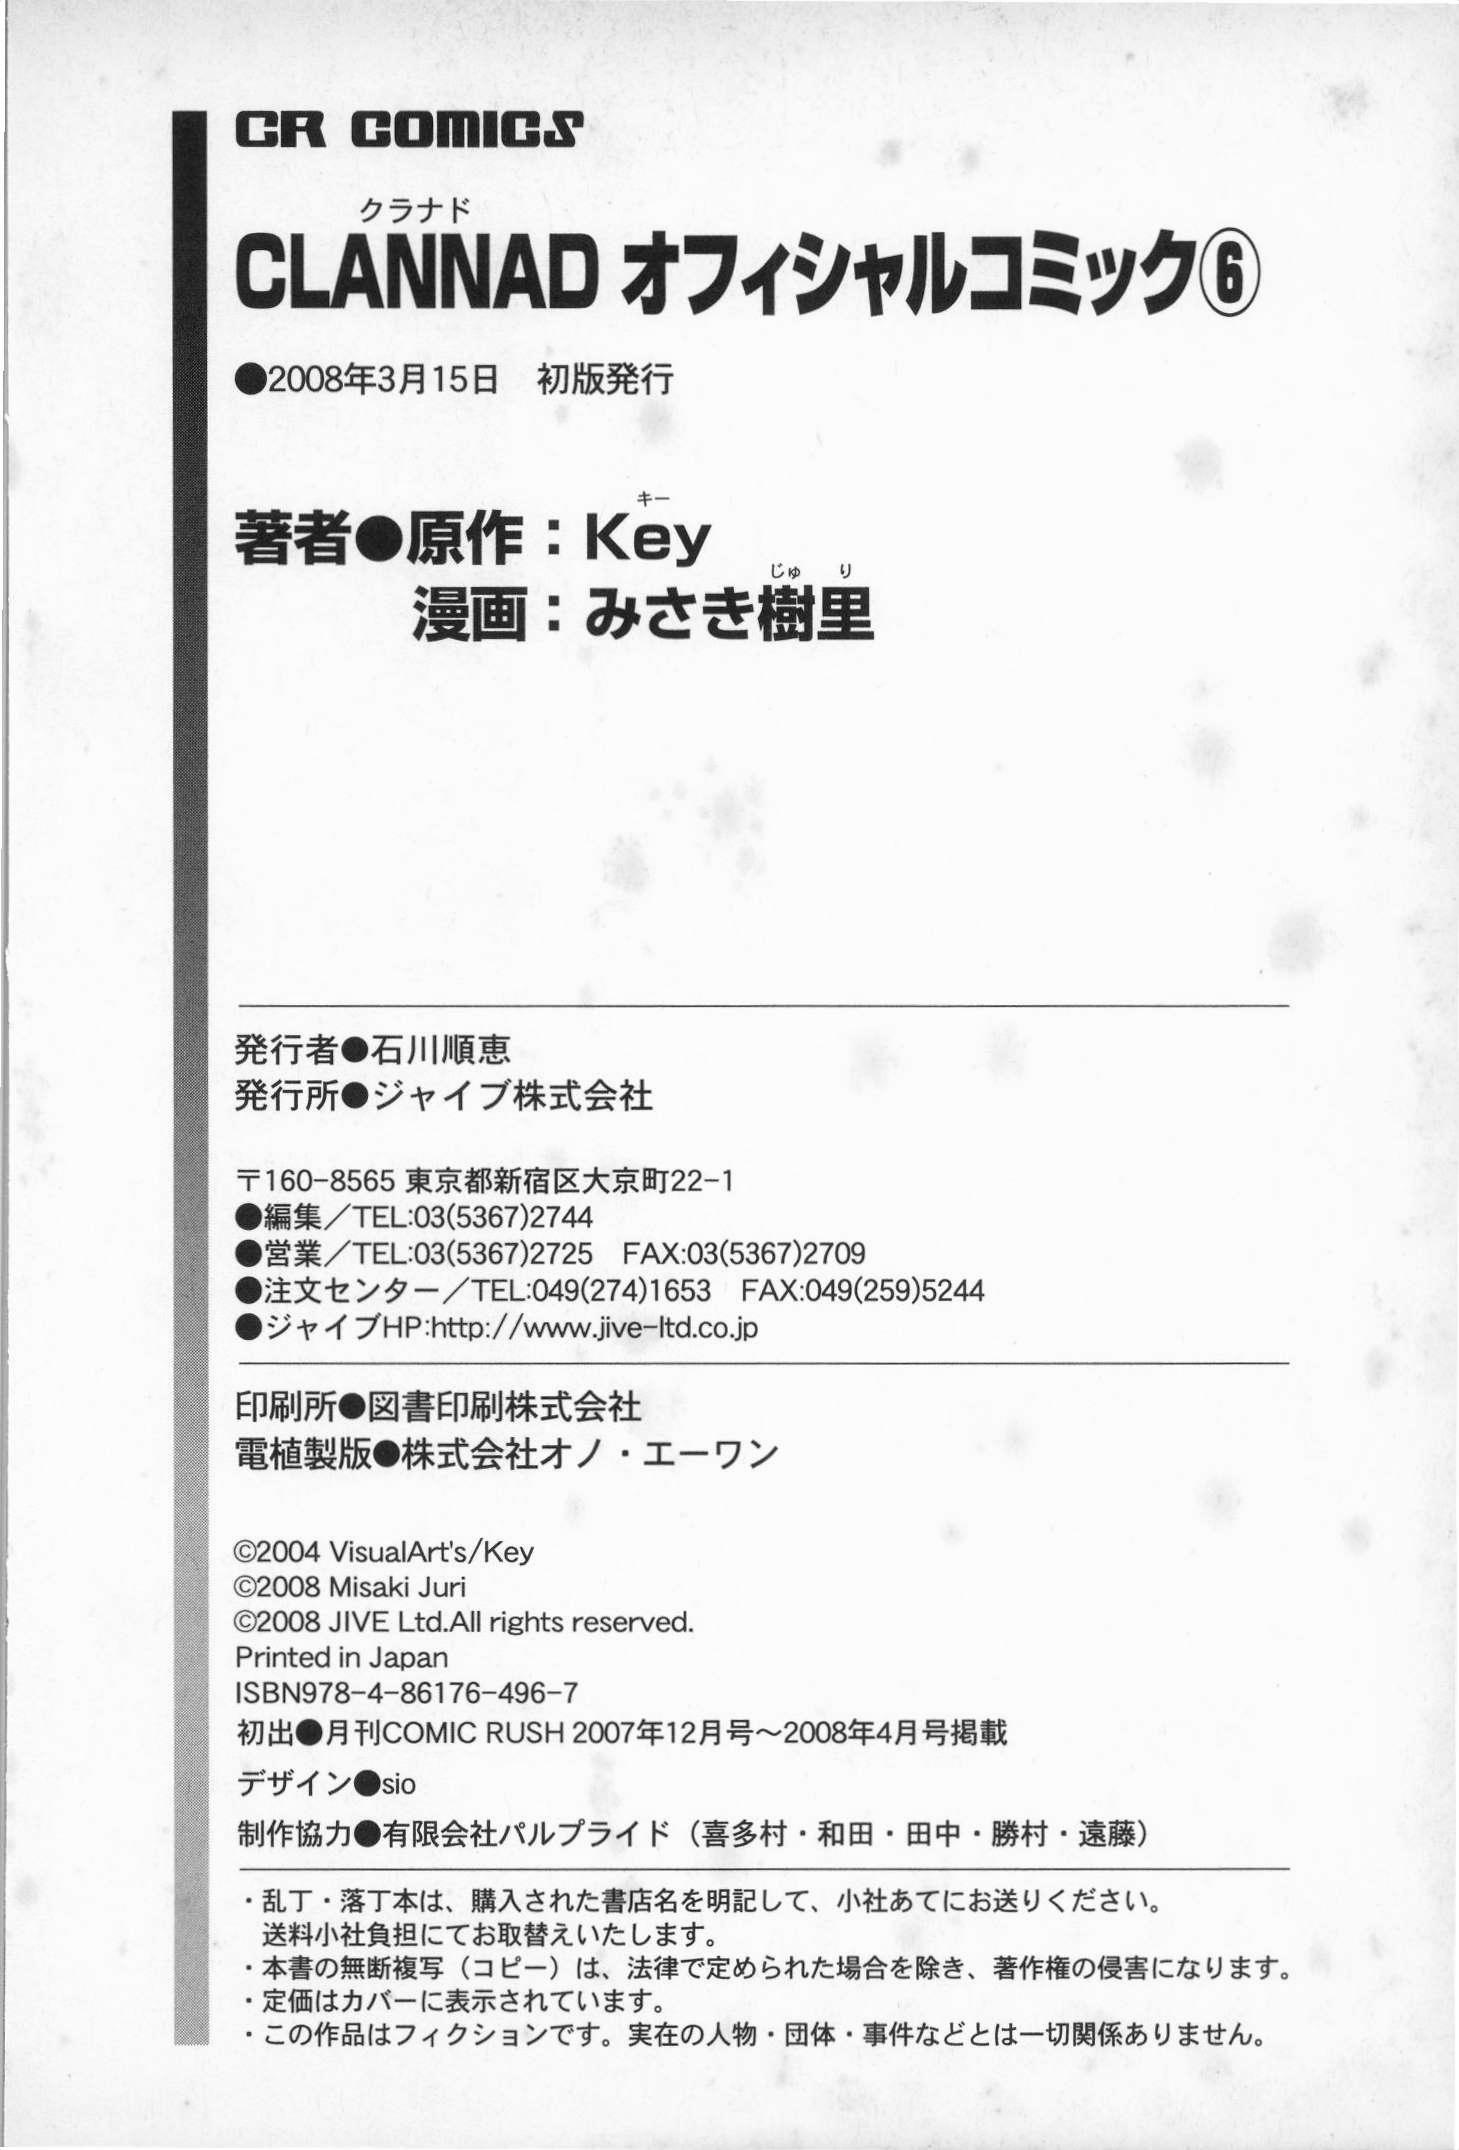 CR COMICS
クラナド
CLANNAD オフィシャルコミック⑥
●2008年3月15日　初版発行
キー
著者●原作：Key
じゅ り
漫画：みさき樹里
発行者●石川順恵
発行所●ジャイブ株式会社
〒160-8565 東京都新宿区大京町22-1
●編集／TEL:03(5367)2744
●営業／TEL:03(5367)2725　FAX:03(5367)2709
●注文センター／TEL:049(274)1653　FAX:049(259)5244
●ジャイブHP:http://www.jive-ltd.co.jp
印刷所●図書印刷株式会社
電植製版●株式会社オノ・エーワン
©2004 VisualArt's/Key
©2008 Misaki Juri
©2008 JIVE Ltd.All rights reserved.
Printed in Japan
ISBN978-4-86176-496-7
初出●月刊COMIC RUSH 2007年12月号～2008年4月号掲載
デザイン●sio
制作協力●有限会社パルプライド（喜多村・和田・田中・勝村・遠藤）
・乱丁・落丁本は、購入された書店名を明記して、小社あてにお送りください。
送料小社負担にてお取替えいたします。
・本書の無断複写（コピー）は、法律で定められた場合を除き、著作権の侵害になります。
・定価はカバーに表示されています。
・この作品はフィクションです。実在の人物・団体・事件などとは一切関係ありません。